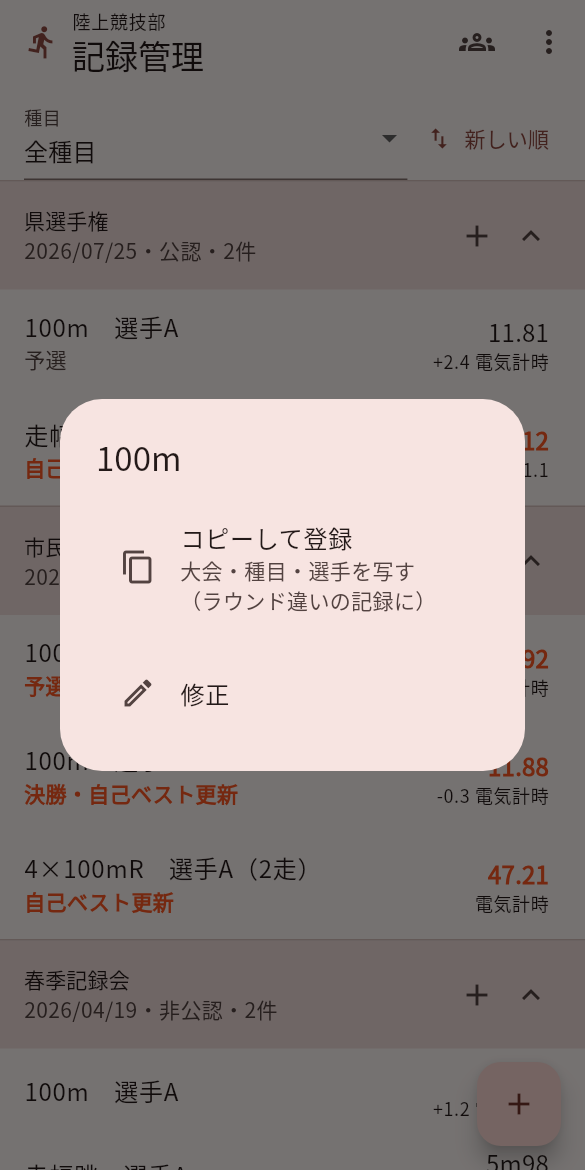 陸上競技部
記録管理
種目
全種目
新しい順
県選手権
2026/07/25・公認・2件
100m　選手A
11.81
予選
+2.4 電気計時
走
12
自己
1.1
市民
202
100
92
予選
時
100m
11.88
決勝・自己ベスト更新
-0.3 電気計時
4×100mR　選手A（2走）
47.21
自己ベスト更新
電気計時
春季記録会
2026/04/19・非公認・2件
100m　選手A
+1.2
5m98
100m
コピーして登録
大会・種目・選手を写す
（ラウンド違いの記録に）
修正